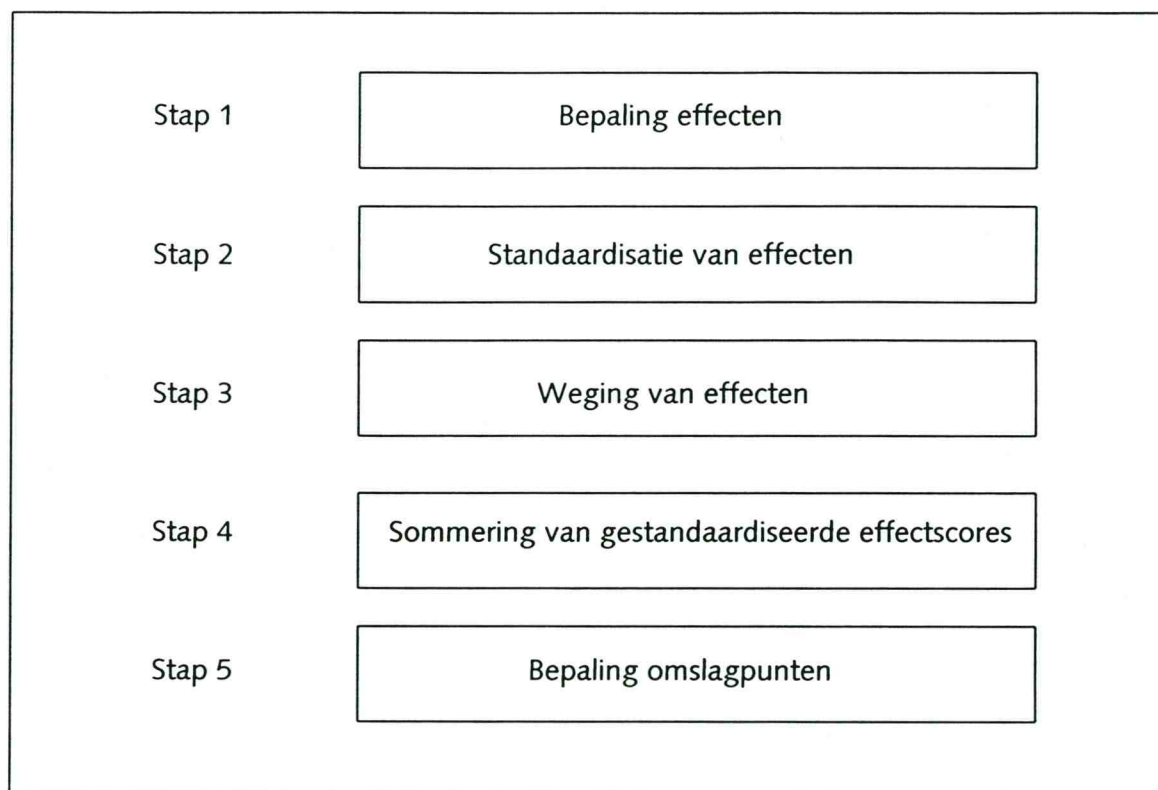 Stap 1 Bepaling effecten
Stap 2 Standaardisatie van effecten
Stap 3 Weging van effecten
Stap 4 Sommering van gestandaardiseerde effectscores
Stap 5 Bepaling omslagpunten